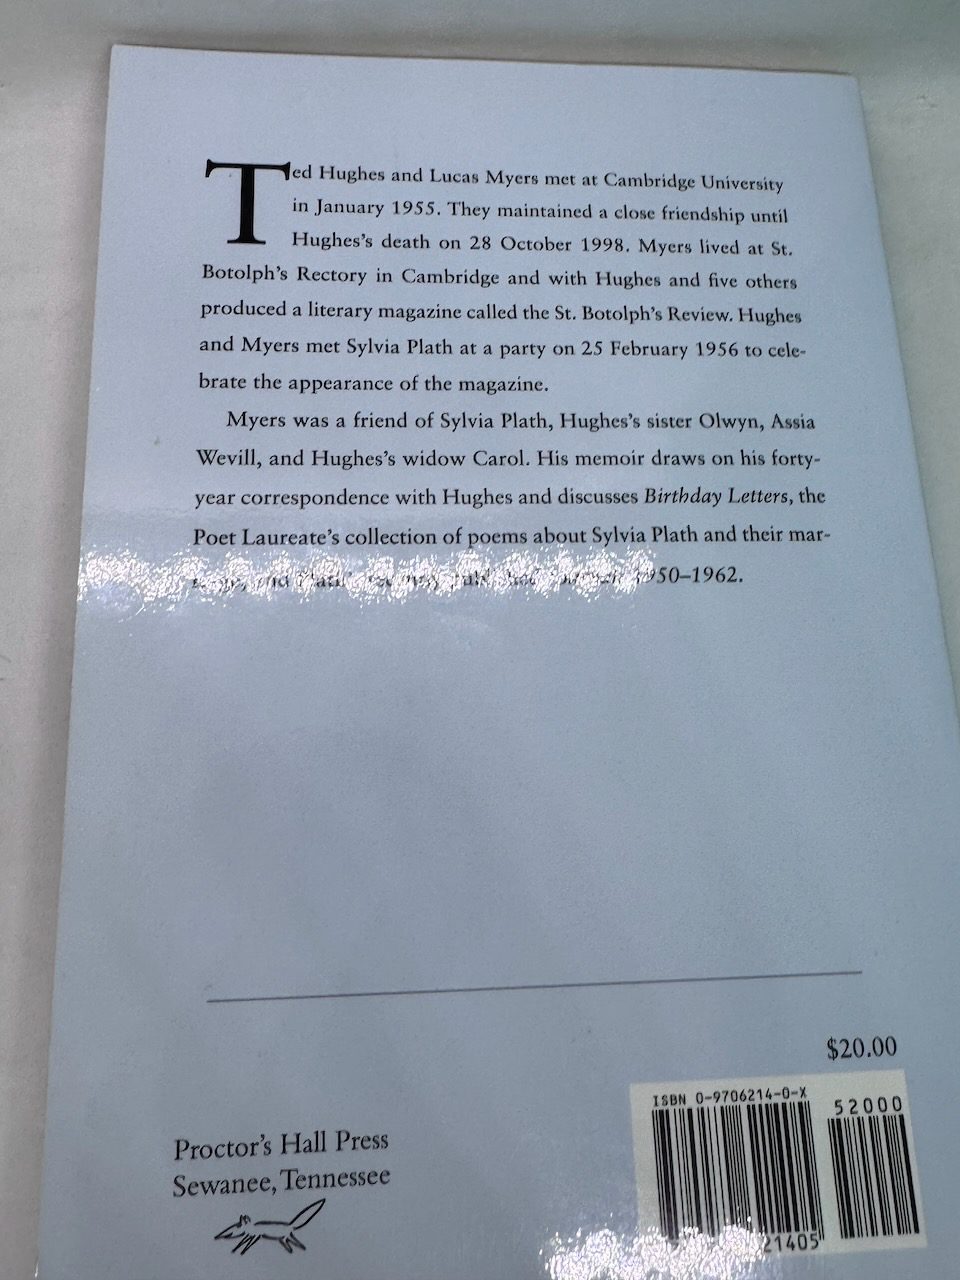 Ted Hughes and Lucas Myers met at Cambridge University
in January 1955. They maintained a close friendship until
Hughes's death on 28 October 1998. Myers lived at St.
Botolph's Rectory in Cambridge and with Hughes and five others
produced a literary magazine called the St. Botolph's Review. Hughes
and Myers met Sylvia Plath at a party on 25 February 1956 to cele-
brate the appearance of the magazine.
Myers was a friend of Sylvia Plath, Hughes's sister Olwyn, Assia
Wevill, and Hughes's widow Carol. His memoir draws on his forty-
year correspondence with Hughes and discusses Birthday Letters, the
Poet Laureate's collection of poems about Sylvia Plath and their mar-
and 1950–1962.
$20.00
ISBN 0-9706214-0-X
52000
Proctor's Hall Press
Sewanee, Tennessee
21405